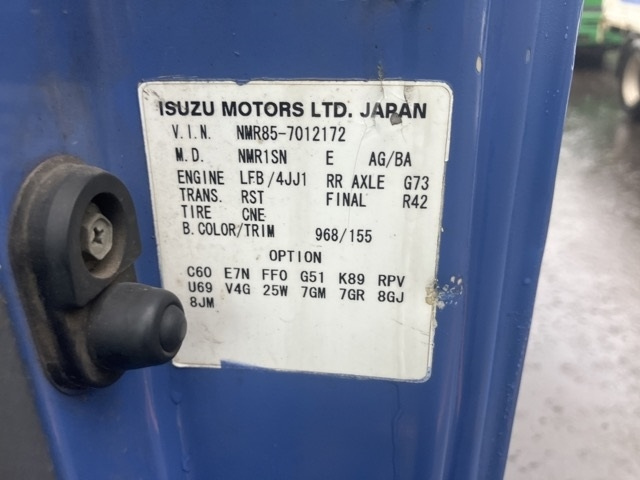 ISUZU MOTORS LTD. JAPAN
V.I.N. NMR85-7012172
M.D. NMR1SN E AG/BA
ENGINE LFB/4JJ1 RR AXLE G73
TRANS. RST FINAL R42
TIRE CNE
B.COLOR/TRIM 968/155
OPTION
C60 E7N FFO G51 K89 RPV
U69 V4G 25W 7GM 7GR 8GJ
8JM